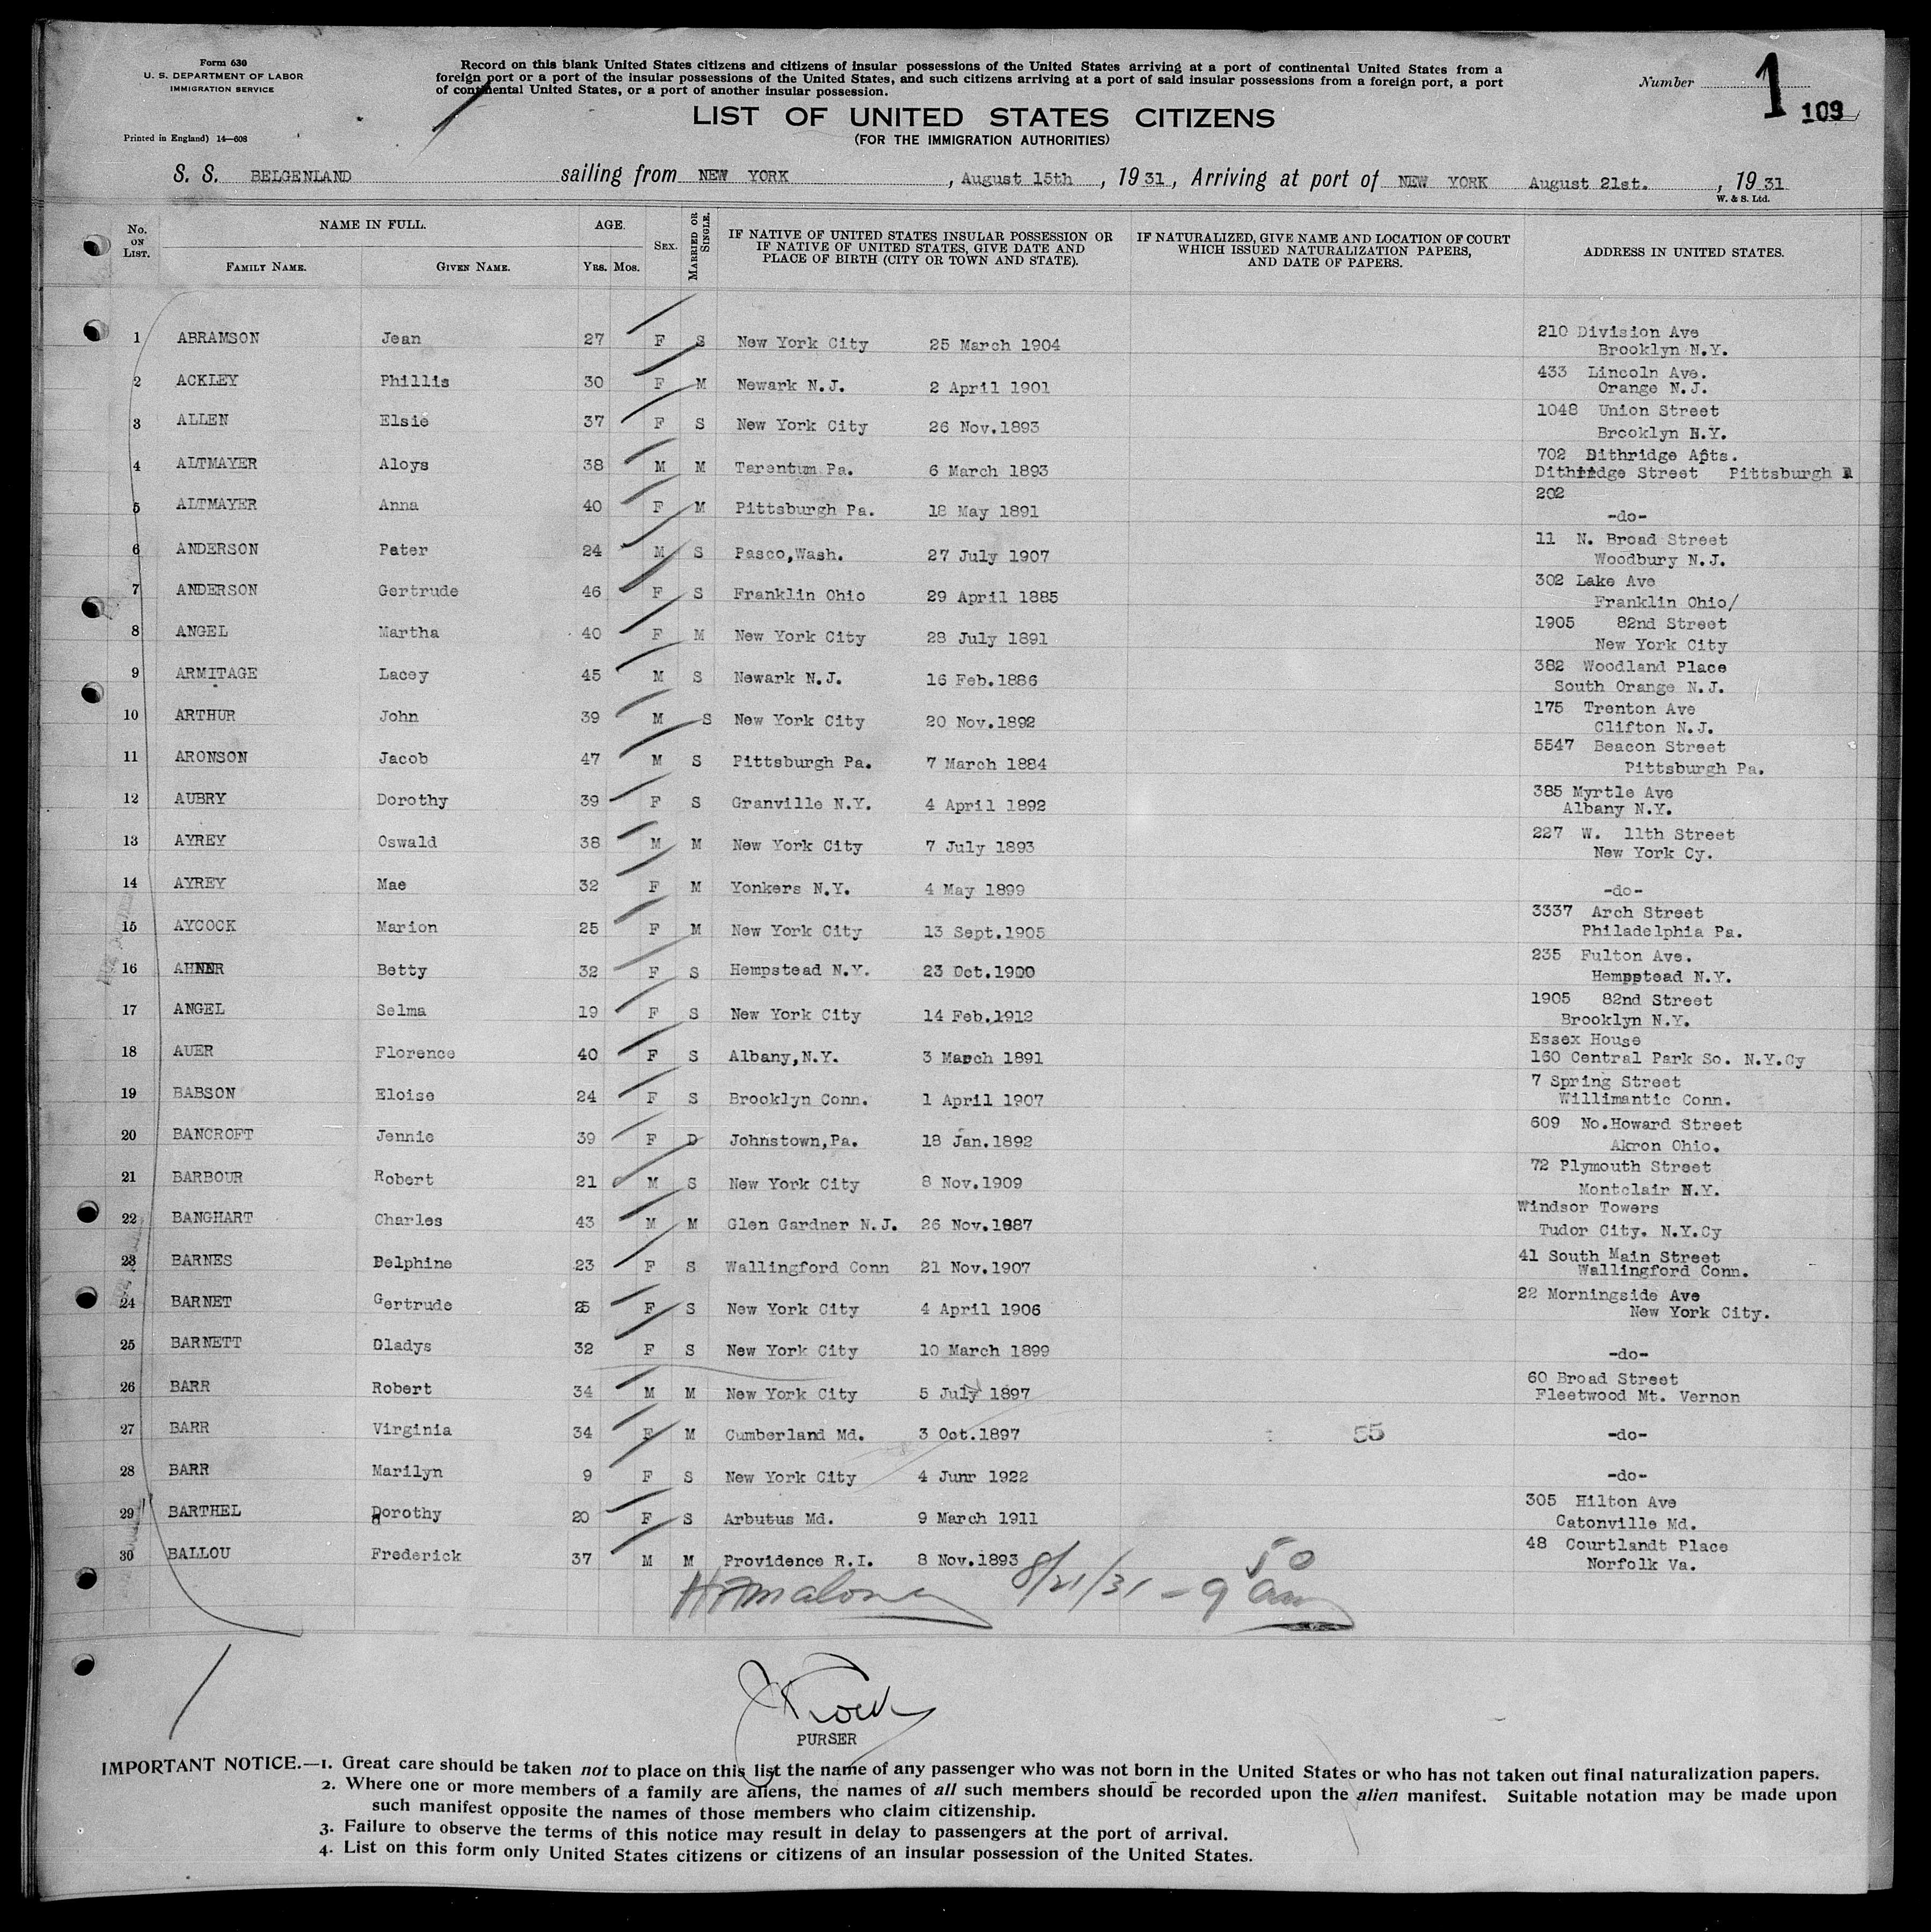 Form 630
U. S. DEPARTMENT OF LABOR
IMMIGRATION SERVICE
Printed in England) 14—608
Record on this blank United States citizens and citizens of insular possessions of the United States arriving at a port of continental United States from a
foreign port or a port of the insular possessions of the United States, and such citizens arriving at a port of said insular possessions from a foreign port, a port
of continental United States, or a port of another insular possession.
Number 1 109
LIST OF UNITED STATES CITIZENS
(FOR THE IMMIGRATION AUTHORITIES)
S. S. BELGENLAND sailing from NEW YORK, August 15th, 1931, Arriving at port of NEW YORK August 21st., 1931
W. & S. Ltd.
No. ON LIST. NAME IN FULL. AGE. SEX. MARRIED OR SINGLE. IF NATIVE OF UNITED STATES INSULAR POSSESSION OR IF NATIVE OF UNITED STATES, GIVE DATE AND PLACE OF BIRTH (CITY OR TOWN AND STATE). IF NATURALIZED, GIVE NAME AND LOCATION OF COURT WHICH ISSUED NATURALIZATION PAPERS, AND DATE OF PAPERS. ADDRESS IN UNITED STATES.
FAMILY NAME. GIVEN NAME. YRS. MOS.
1 ABRAMSON Jean 27 F S New York City 25 March 1904 210 Division Ave
Brooklyn N.Y.
2 ACKLEY Phillis 30 F M Newark N.J. 2 April 1901 433 Lincoln Ave.
Orange N.J.
3 ALLEN Elsie 37 F S New York City 26 Nov.1893 1048 Union Street
Brooklyn N.Y.
4 ALTMAYER Aloys 38 M M Tarentum Pa. 6 March 1893 702 Dithridge Apts.
Dithridge Street Pittsburgh
5 ALTMAYER Anna 40 F M Pittsburgh Pa. 18 May 1891 202
-do-
6 ANDERSON Peter 24 M S Pasco,Wash. 27 July 1907 11 N. Broad Street
Woodbury N.J.
7 ANDERSON Gertrude 46 F S Franklin Ohio 29 April 1885 302 Lake Ave
Franklin Ohio/
8 ANGEL Martha 40 F M New York City 28 July 1891 1905 82nd Street
New York City
9 ARMITAGE Lacey 45 M S Newark N.J. 16 Feb.1886 382 Woodland Place
South Orange N.J.
10 ARTHUR John 39 M S New York City 20 Nov.1892 175 Trenton Ave
Clifton N.J.
11 ARONSON Jacob 47 M S Pittsburgh Pa. 7 March 1884 5547 Beacon Street
Pittsburgh Pa.
12 AUBRY Dorothy 39 F S Granville N.Y. 4 April 1892 385 Myrtle Ave
Albany N.Y.
13 AYREY Oswald 38 M M New York City 7 July 1893 227 W. 11th Street
New York Cy.
14 AYREY Mae 32 F M Yonkers N.Y. 4 May 1899 -do-
15 AYCOCK Marion 25 F M New York City 13 Sept.1905 3337 Arch Street
Philadelphia Pa.
16 Betty 32 F S Hempstead N.Y. 23 Oct.1900 235 Fulton Ave.
Hempstead N.Y.
17 ANGEL Selma 19 F S New York City 14 Feb.1912 1905 82nd Street
Brooklyn N.Y.
18 AUER Florence 40 F S Albany,N.Y. 3 March 1891 Essex House
160 Central Park So. N.Y.Cy
19 BABSON Eloise 24 F S Brooklyn Conn. 1 April 1907 7 Spring Street
Willimantic Conn.
20 BANCROFT Jennie 39 F D Johnstown,Pa. 18 Jan.1892 609 No.Howard Street
Akron Ohio.
21 BARBOUR Robert 21 M S New York City 8 Nov.1909 72 Plymouth Street
Montclair N.Y.
22 BANGHART Charles 43 M M Glen Gardner N.J. 26 Nov.1887 Windsor Towers
Tudor City. N.Y.Cy
23 BARNES Delphine 23 F S Wallingford Conn 21 Nov.1907 41 South Main Street
Wallingford Conn.
24 BARNET Gertrude 25 F S New York City 4 April 1906 22 Morningside Ave
New York City.
25 BARNETT Gladys 32 F S New York City 10 March 1899 -do-
26 BARR Robert 34 M M New York City 5 July 1897 60 Broad Street
Fleetwood Mt. Vernon
27 BARR Virginia 34 F M Cumberland Md. 3 Oct.1897 55 -do-
28 BARR Marilyn 9 F S New York City 4 Junr 1922 -do-
29 BARTHEL Dorothy 20 F S Arbutus Md. 9 March 1911 305 Hilton Ave
Catonville Md.
30 BALLOU Frederick 37 M M Providence R.I. 8 Nov.1893 48 Courtlandt Place
Norfolk Va.
8/21/31 - 9 50 am
PURSER
IMPORTANT NOTICE.—1. Great care should be taken not to place on this list the name of any passenger who was not born in the United States or who has not taken out final naturalization papers.
2. Where one or more members of a family are aliens, the names of all such members should be recorded upon the alien manifest. Suitable notation may be made upon
such manifest opposite the names of those members who claim citizenship.
3. Failure to observe the terms of this notice may result in delay to passengers at the port of arrival.
4. List on this form only United States citizens or citizens of an insular possession of the United States.